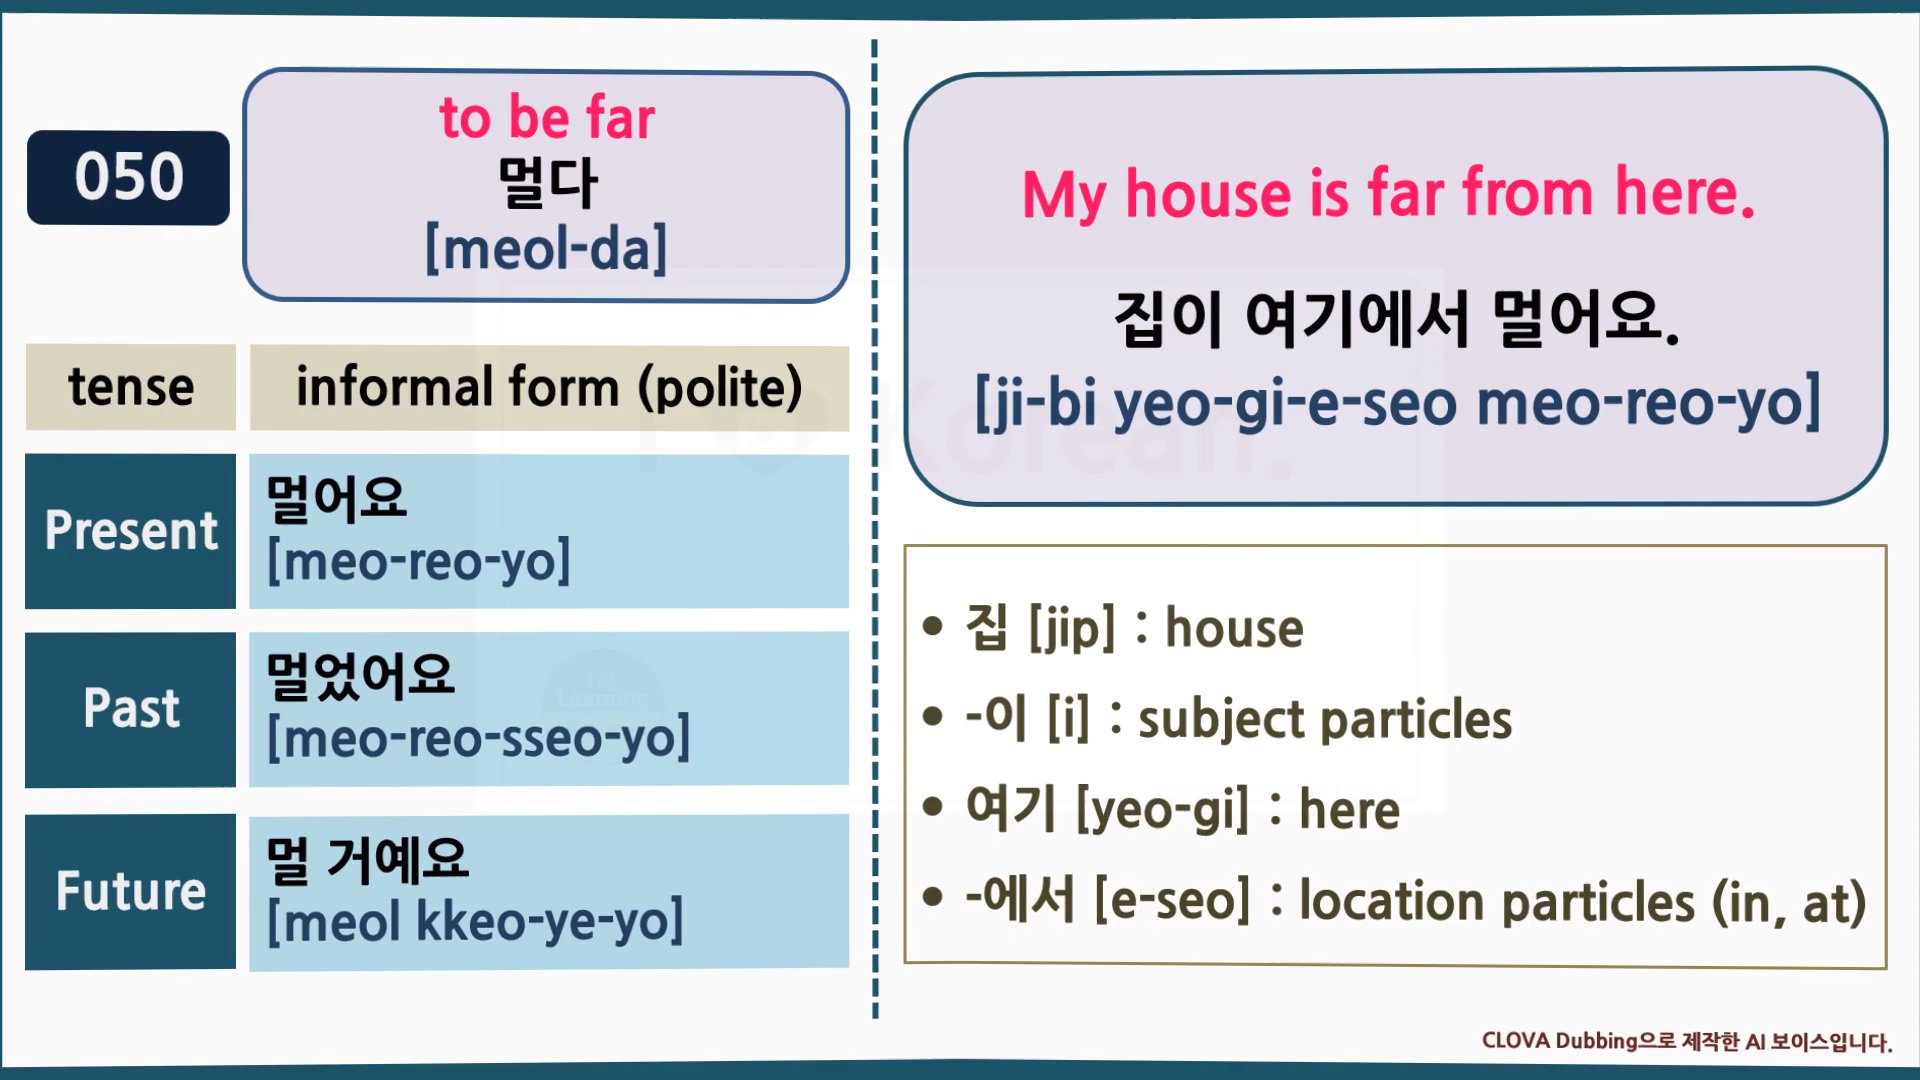 050
to be far
멀다
[meol-da]
tense
informal form (polite)
Present
멀어요
[meo-reo-yo]
Past
멀었어요
[meo-reo-sseo-yo]
Future
멀 거예요
[meol kkeo-ye-yo]
My house is far from here.
집이 여기에서 멀어요.
[ji-bi yeo-gi-e-seo meo-reo-yo]
• 집 [jip] : house
• -이 [i] : subject particles
• 여기 [yeo-gi] : here
• -에서 [e-seo] : location particles (in, at)
CLOVA Dubbing으로 제작한 AI 보이스입니다.
Korean.
Learning